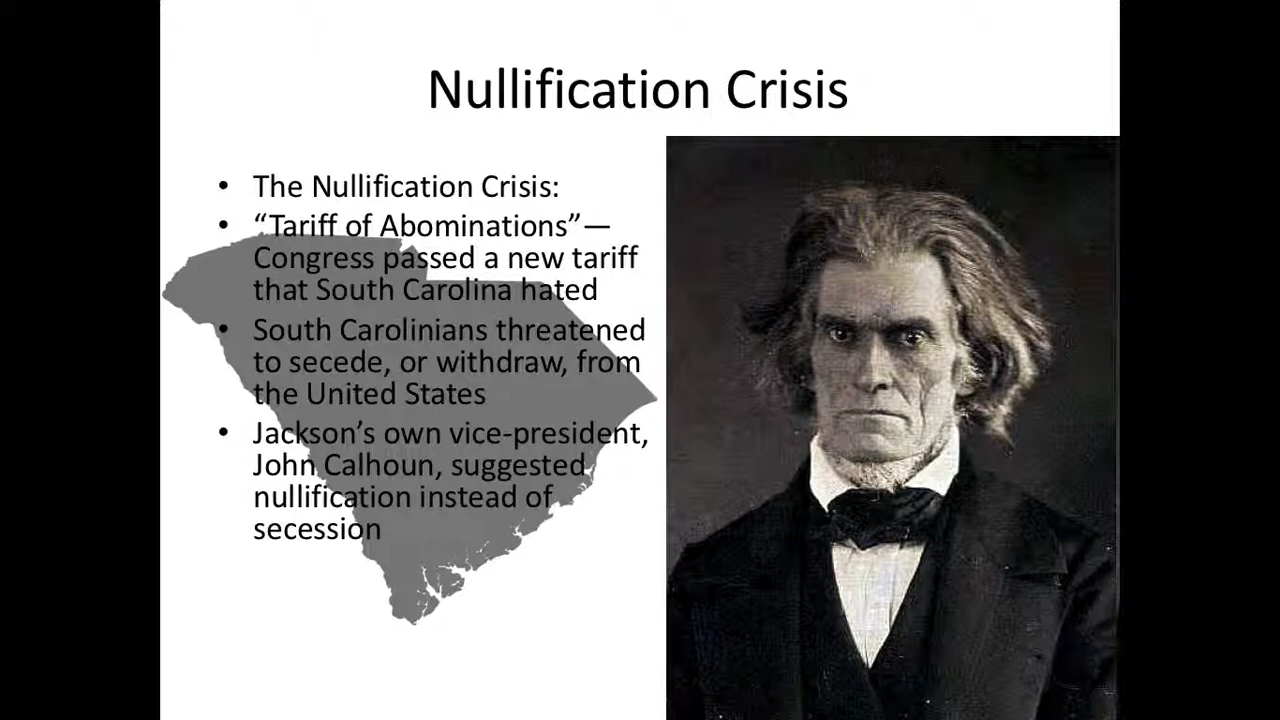 Nullification Crisis
• The Nullification Crisis:
• “Tariff of Abominations”—
Congress passed a new tariff
that South Carolina hated
• South Carolinians threatened
to secede, or withdraw, from
the United States
• Jackson’s own vice-president,
John Calhoun, suggested
nullification instead of
secession